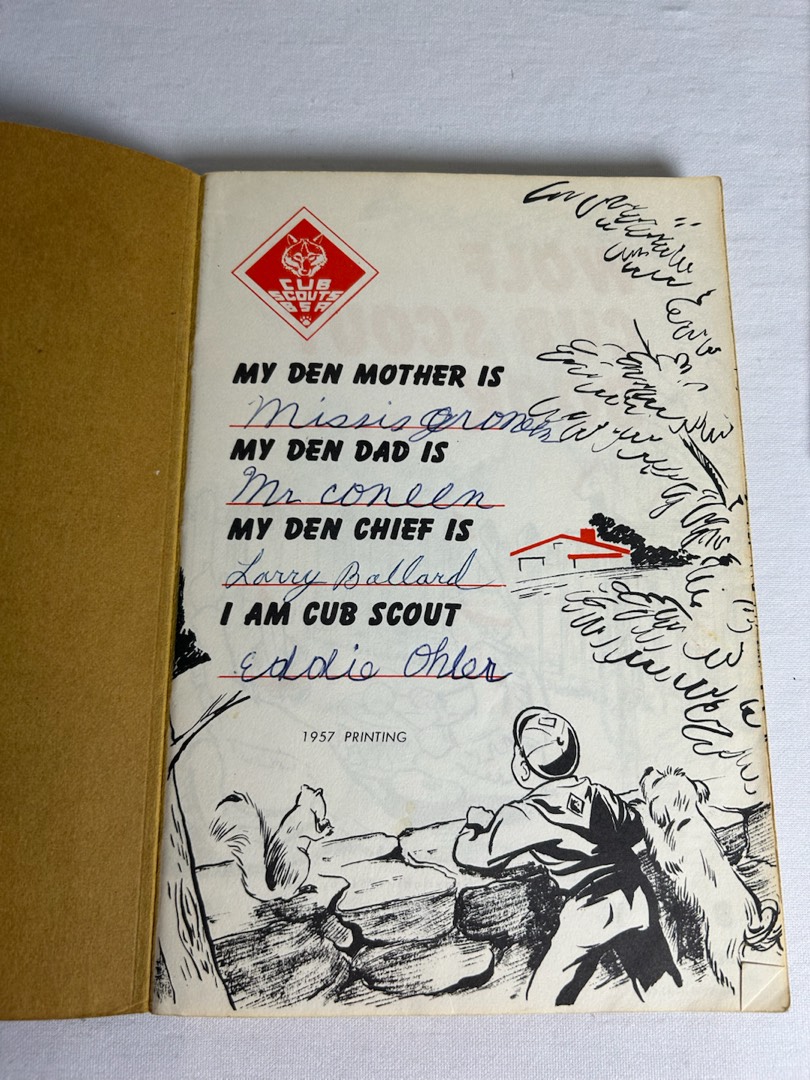 CUB
SCOUTS
BSA
MY DEN MOTHER IS
Missis
MY DEN DAD IS
Mr coneen
MY DEN CHIEF IS
Larry Ballard
I AM CUB SCOUT
Eddie Ohler
1957 PRINTING